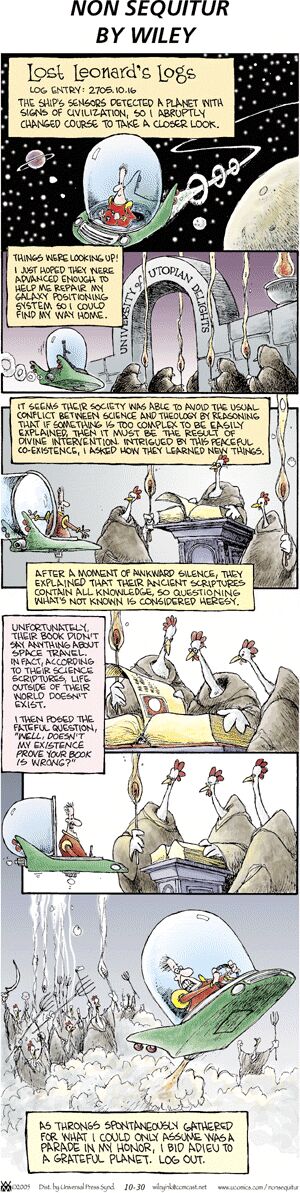 NON SEQUITUR
BY WILEY
Lost Leonard's Logs
LOG ENTRY: 2705.10.16
THE SHIP'S SENSORS DETECTED A PLANET WITH
SIGNS OF CIVILIZATION, SO I ABRUPTLY
CHANGED COURSE TO TAKE A CLOSER LOOK.
THINGS WERE LOOKING UP!
I JUST HOPED THEY WERE
ADVANCED ENOUGH TO
HELP ME REPAIR MY
GALAXY POSITIONING
SYSTEM SO I COULD
FIND MY WAY HOME.
UNIVERSITY of UTOPIAN DELIGHTS
IT SEEMS THEIR SOCIETY WAS ABLE TO AVOID THE USUAL
CONFLICT BETWEEN SCIENCE AND THEOLOGY BY REASONING
THAT IF SOMETHING IS TOO COMPLEX TO BE EASILY
EXPLAINED, THEN IT MUST BE THE RESULT OF
DIVINE INTERVENTION. INTRIGUED BY THIS PEACEFUL
CO-EXISTENCE, I ASKED HOW THEY LEARNED NEW THINGS.
AFTER A MOMENT OF AWKWARD SILENCE, THEY
EXPLAINED THAT THEIR ANCIENT SCRIPTURES
CONTAIN ALL KNOWLEDGE, SO QUESTIONING
WHAT'S NOT KNOWN IS CONSIDERED HERESY.
UNFORTUNATELY,
THEIR BOOK DIDN'T
SAY ANYTHING ABOUT
SPACE TRAVEL.
IN FACT, ACCORDING
TO THEIR SCIENCE
SCRIPTURES, LIFE
OUTSIDE OF THEIR
WORLD DOESN'T
EXIST.
I THEN POSED THE
FATEFUL QUESTION,
"WELL, DOESN'T
MY EXISTENCE
PROVE YOUR BOOK
IS WRONG?"
AS THRONGS SPONTANEOUSLY GATHERED
FOR WHAT I COULD ONLY ASSUME WAS A
PARADE IN MY HONOR, I BID ADIEU TO
A GRATEFUL PLANET. LOG OUT.
©2005 Dist. by Universal Press Synd. 10-30 wileyink@comcast.net www.ucomics.com/nonsequitur